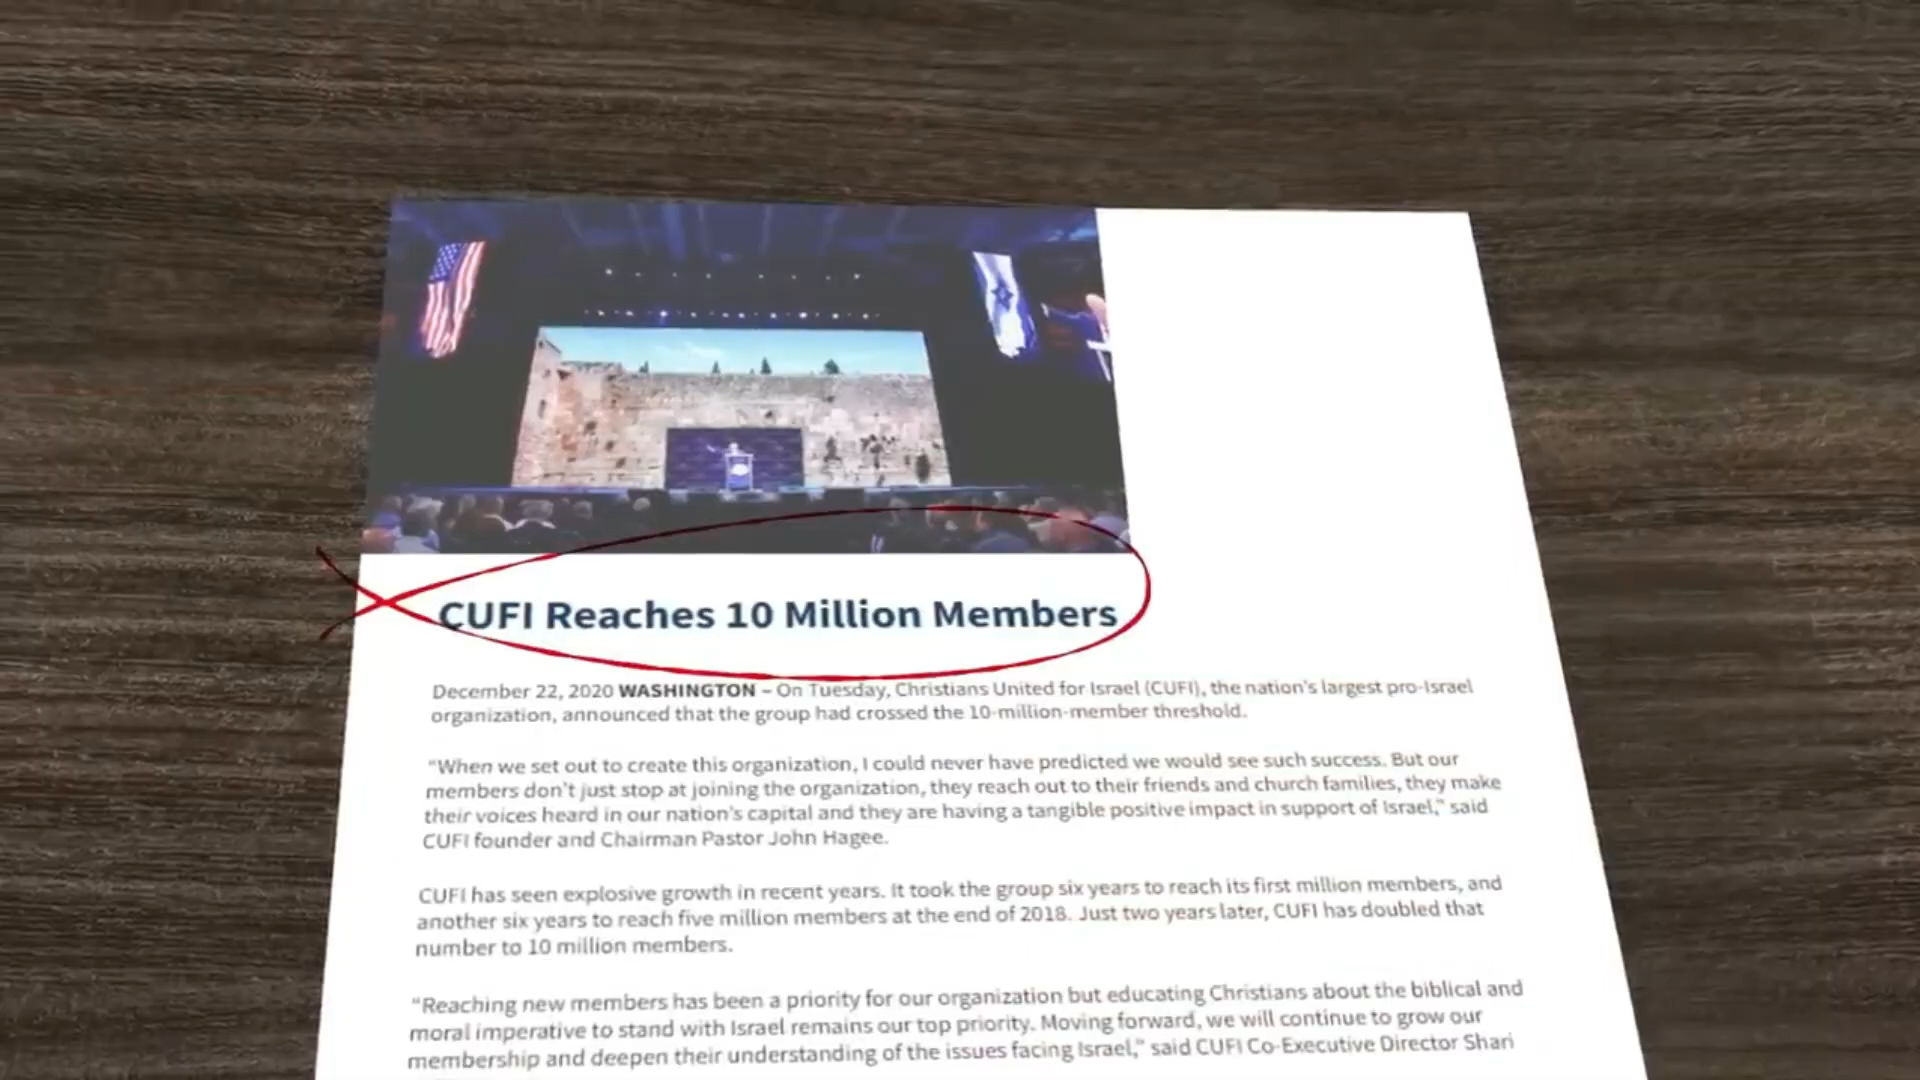 CUFI Reaches 10 Million Members
December 22, 2020 WASHINGTON – On Tuesday, Christians United for Israel (CUFI), the nation's largest pro-Israel
organization, announced that the group had crossed the 10-million-member threshold.
“When we set out to create this organization, I could never have predicted we would see such success. But our
members don't just stop at joining the organization, they reach out to their friends and church families, they make
their voices heard in our nation's capital and they are having a tangible positive impact in support of Israel,” said
CUFI founder and Chairman Pastor John Hagee.
CUFI has seen explosive growth in recent years. It took the group six years to reach its first million members, and
another six years to reach five million members at the end of 2018. Just two years later, CUFI has doubled that
number to 10 million members.
“Reaching new members has been a priority for our organization but educating Christians about the biblical and
moral imperative to stand with Israel remains our top priority. Moving forward, we will continue to grow our
membership and deepen their understanding of the issues facing Israel,” said CUFI Co-Executive Director Shari